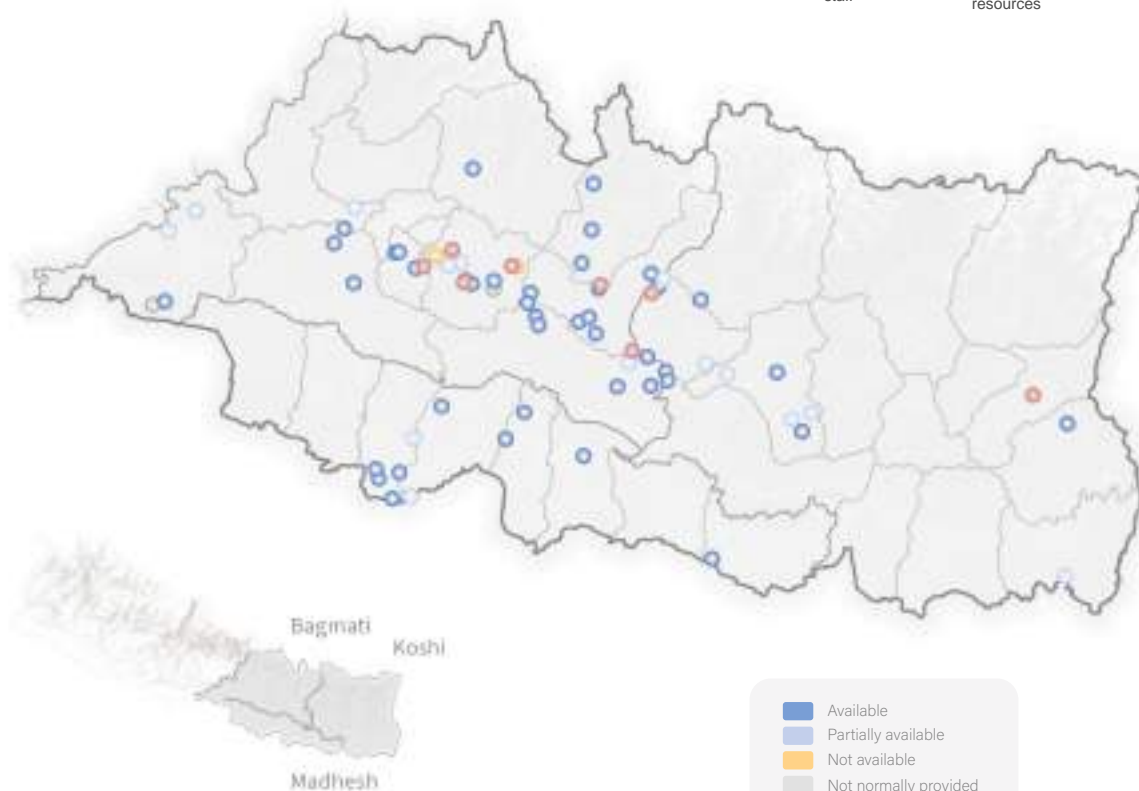 staff
resources
Bagmati
Koshi
Madhesh
Available
Partially available
Not available
Not normally provided